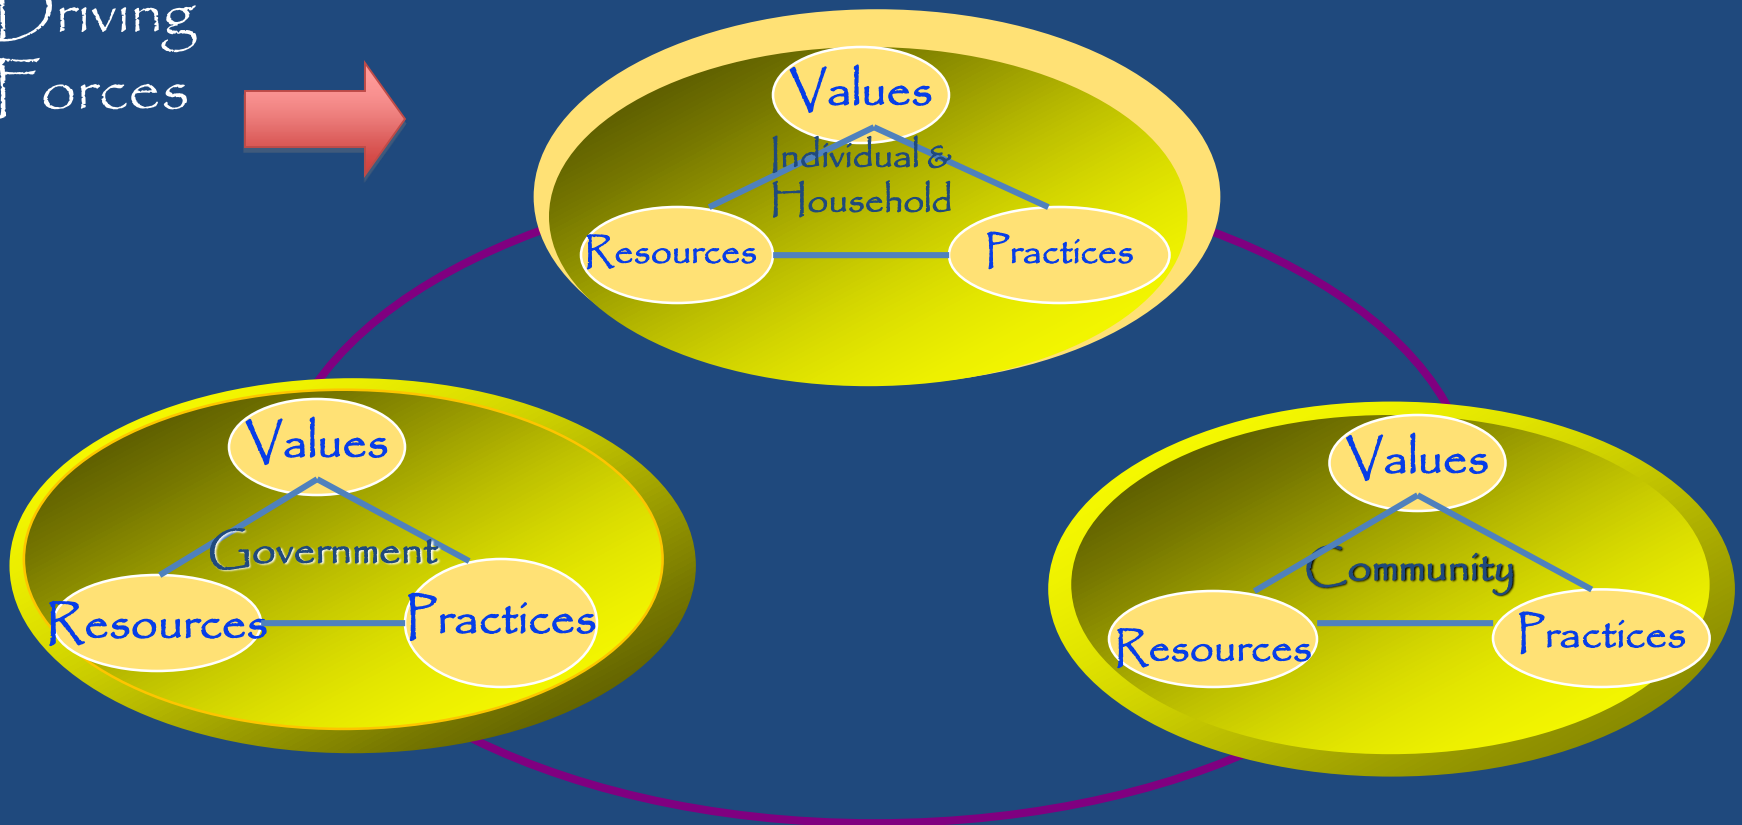 Driving
Forces
Values
Individual &
Household
Resources
Practices
Values
Government
Resources
Practices
Values
Community
Resources
Practices